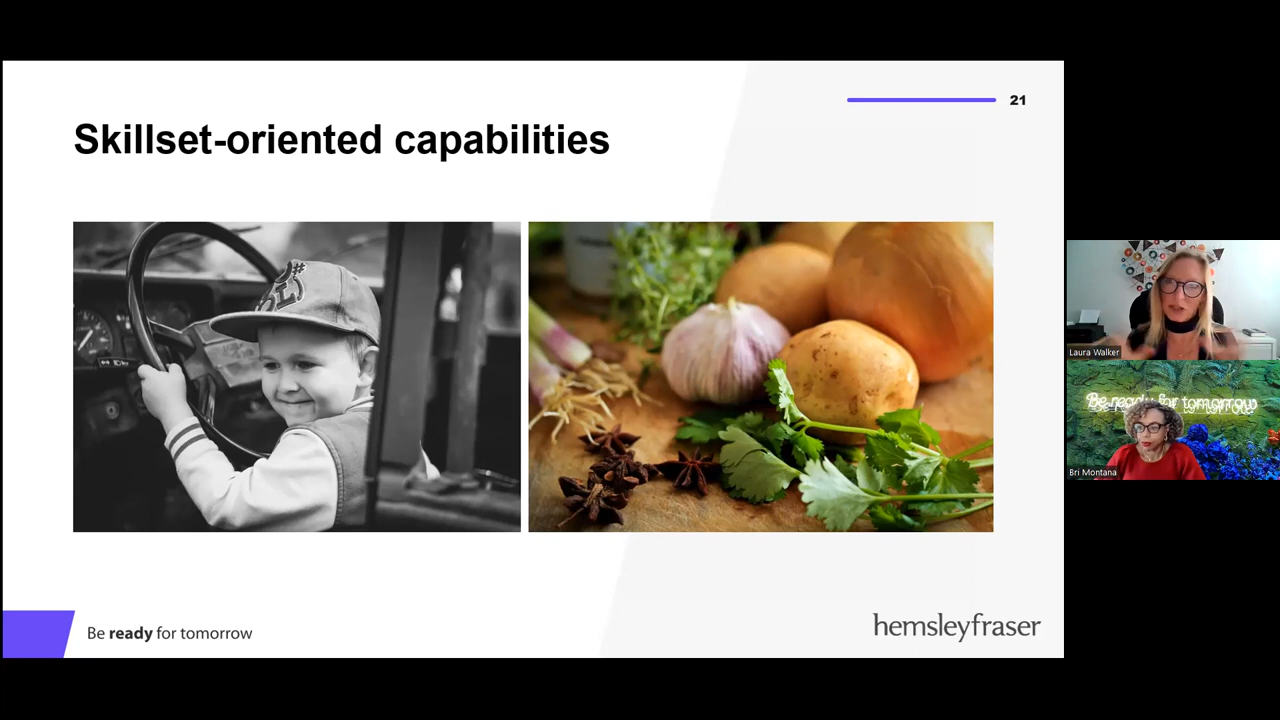 21
Skillset-oriented capabilities
Be ready for tomorrow
hemsleyfraser
Laura Walker
Be ready for tomorrow
Bri Montana